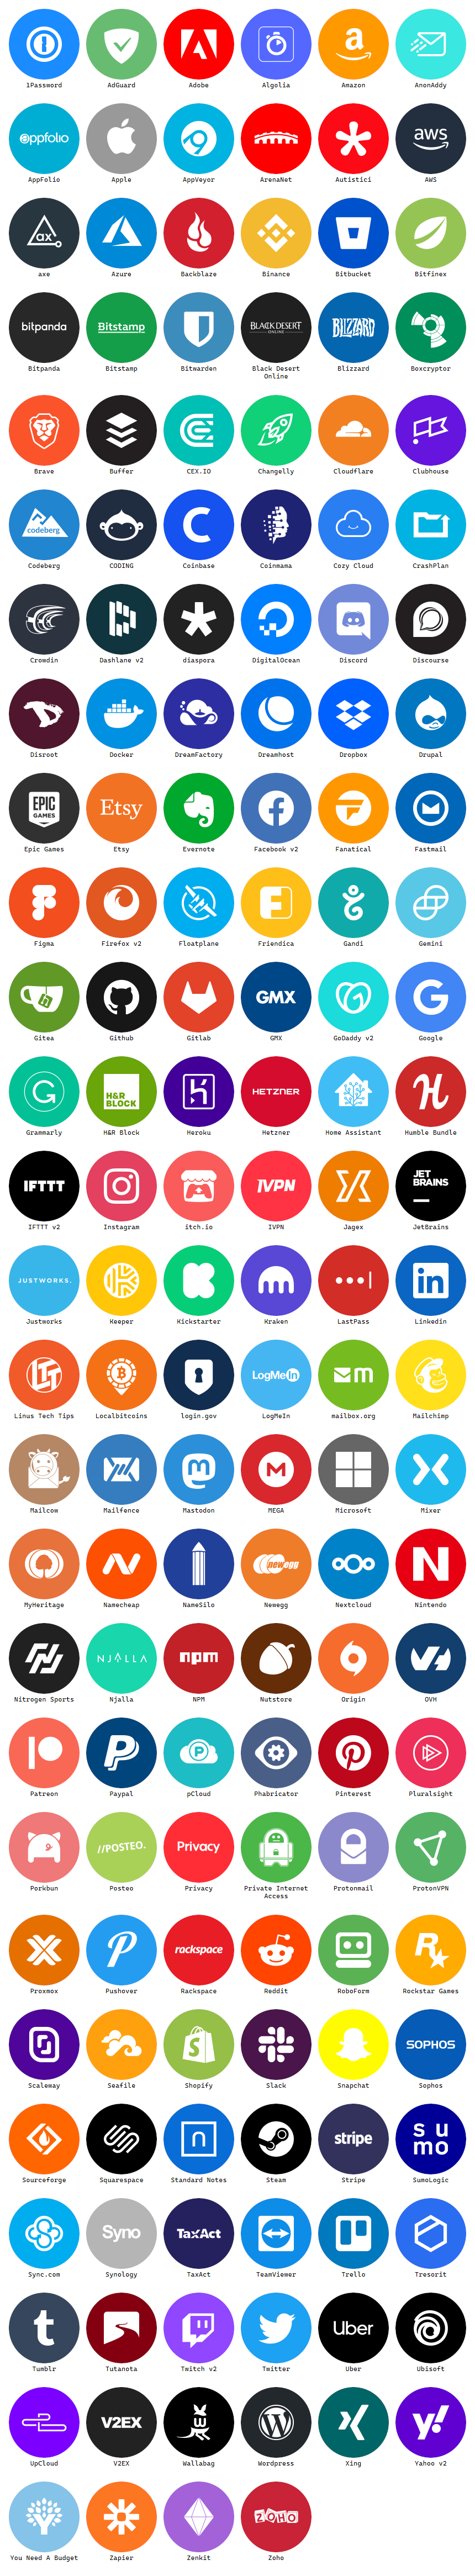 1Password AdGuard Adobe Algolia Amazon AnonAddy
appfolio aws
AppFolio Apple AppVeyor ArenaNet Autistici AWS
ax
axe Azure Backblaze Binance Bitbucket Bitfinex
bitpanda Bitstamp BLACK DESERT ONLINE BLIZZARD
Bitpanda Bitstamp Bitwarden Black Desert Blizzard Boxcryptor
Online
Brave Buffer CEX.IO Changelly Cloudflare Clubhouse
codeberg
Codeberg CODING Coinbase Coinmama Cozy Cloud CrashPlan
Crowdin Dashlane v2 diaspora DigitalOcean Discord Discourse
Disroot Docker DreamFactory Dreamhost Dropbox Drupal
EPIC GAMES Etsy
Epic Games Etsy Evernote Facebook v2 Fanatical Fastmail
Figma Firefox v2 Floatplane Friendica Gandi Gemini
GMX G
Gitea Github Gitlab GMX GoDaddy v2 Google
H&R BLOCK HETZNER H
Grammarly H&R Block Heroku Hetzner Home Assistant Humble Bundle
IFTTT IVPN JET BRAINS
IFTTT v2 Instagram itch.io IVPN Jagex JetBrains
JUSTWORKS. K in
Justworks Keeper Kickstarter Kraken LastPass Linkedin
LTT B LogMeIn m
Linus Tech Tips Localbitcoins login.gov LogMeIn mailbox.org Mailchimp
m M
Mailcow Mailfence Mastodon MEGA Microsoft Mixer
newegg N
MyHeritage Namecheap NameSilo Newegg Nextcloud Nintendo
NJALLA npm
Nitrogen Sports Njalla NPM Nutstore Origin OVH
P P
Patreon Paypal pCloud Phabricator Pinterest Pluralsight
//POSTEO. Privacy
Porkbun Posteo Privacy Private Internet Protonmail ProtonVPN
Access
rackspace R
Proxmox Pushover Rackspace Reddit RoboForm Rockstar Games
S SOPHOS
Scaleway Seafile Shopify Slack Snapchat Sophos
n stripe su mo
Sourceforge Squarespace Standard Notes Steam Stripe SumoLogic
Syno TaxAct
Sync.com Synology TaxAct TeamViewer Trello Tresorit
t Uber
Tumblr Tutanota Twitch v2 Twitter Uber Ubisoft
V2EX W y!
UpCloud V2EX Wallabag Wordpress Xing Yahoo v2
ZOHO
You Need A Budget Zapier Zenkit Zoho